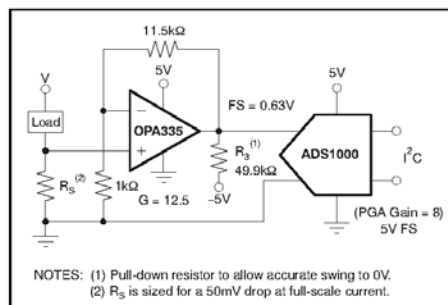 11.5kΩ
V
5V
FS = 0.63V
5V
Load
−
OPA335
+
R3 (1)
49.9kΩ
ADS1000
I2C
RS (2)
1kΩ
G = 12.5
−5V
(PGA Gain = 8)
5V FS
NOTES: (1) Pull-down resistor to allow accurate swing to 0V.
(2) RS is sized for a 50mV drop at full-scale current.